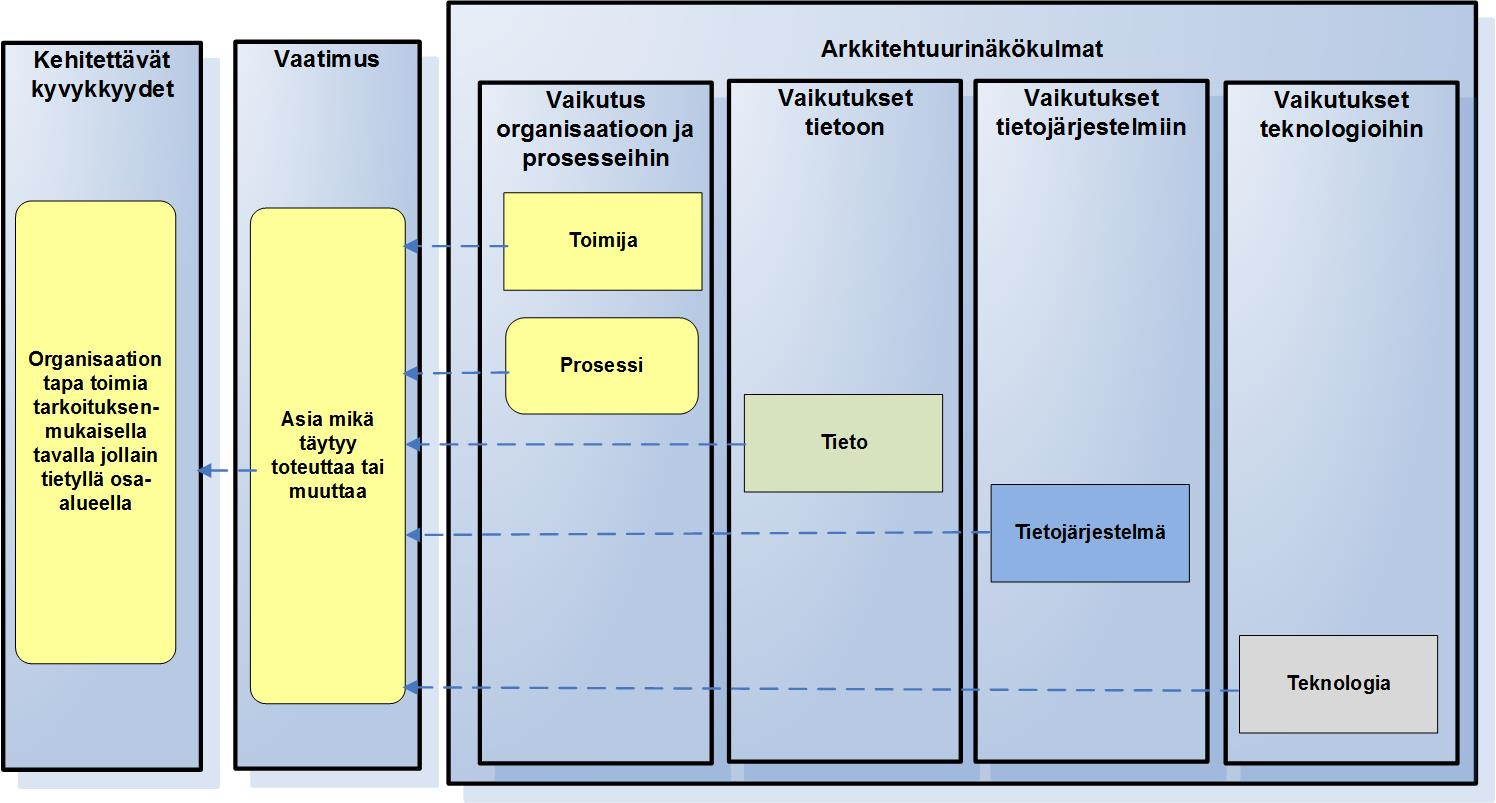 Kehitettävät
kyvykkyydet
Organisaation
tapa toimia
tarkoituksen-
mukaisella
tavalla jollain
tietyllä osa-
alueella
Vaatimus
Asia mikä
täytyy
toteuttaa tai
muuttaa
Arkkitehtuurinäkökulmat
Vaikutus
organisaatioon ja
prosesseihin
Toimija
Prosessi
Vaikutukset
tietoon
Tieto
Vaikutukset
tietojärjestelmiin
Tietojärjestelmä
Vaikutukset
teknologioihin
Teknologia